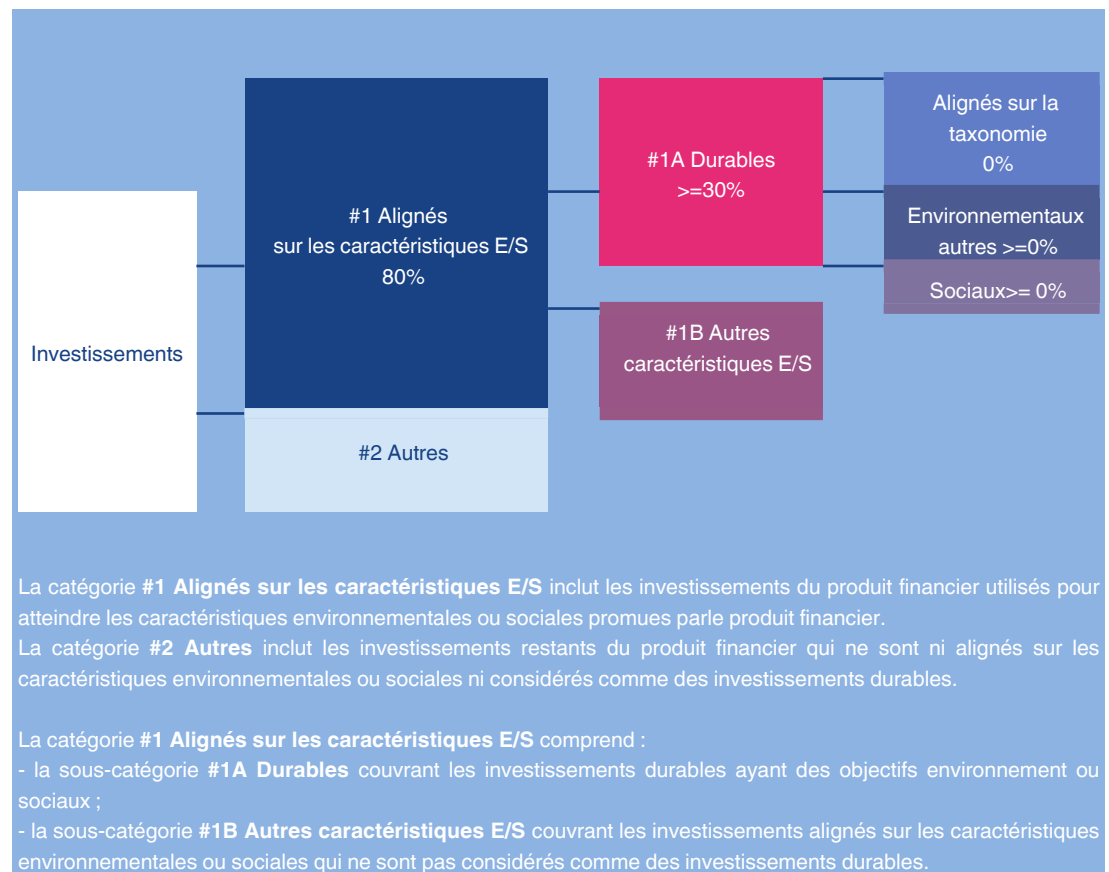 Investissements
#1 Alignés
sur les caractéristiques E/S
80%
#2 Autres
#1A Durables
>=30%
#1B Autres
caractéristiques E/S
Alignés sur la
taxonomie
0%
Environnementaux
autres >=0%
Sociaux>= 0%
La catégorie #1 Alignés sur les caractéristiques E/S inclut les investissements du produit financier utilisés pour
atteindre les caractéristiques environnementales ou sociales promues parle produit financier.
La catégorie #2 Autres inclut les investissements restants du produit financier qui ne sont ni alignés sur les
caractéristiques environnementales ou sociales ni considérés comme des investissements durables.
La catégorie #1 Alignés sur les caractéristiques E/S comprend :
- la sous-catégorie #1A Durables couvrant les investissements durables ayant des objectifs environnement ou
sociaux ;
- la sous-catégorie #1B Autres caractéristiques E/S couvrant les investissements alignés sur les caractéristiques
environnementales ou sociales qui ne sont pas considérés comme des investissements durables.